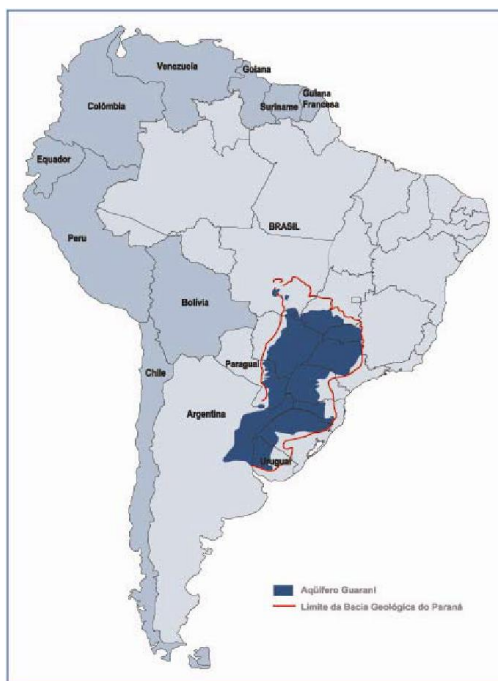 Venezuela
Goiana
Guiana
Francesa
Suriname
Colômbia
Equador
BRASIL
Peru
Bolívia
Paraguai
Chile
Argentina
Uruguai
Aqüífero Guarani
Limite da Bacia Geológica do Paraná